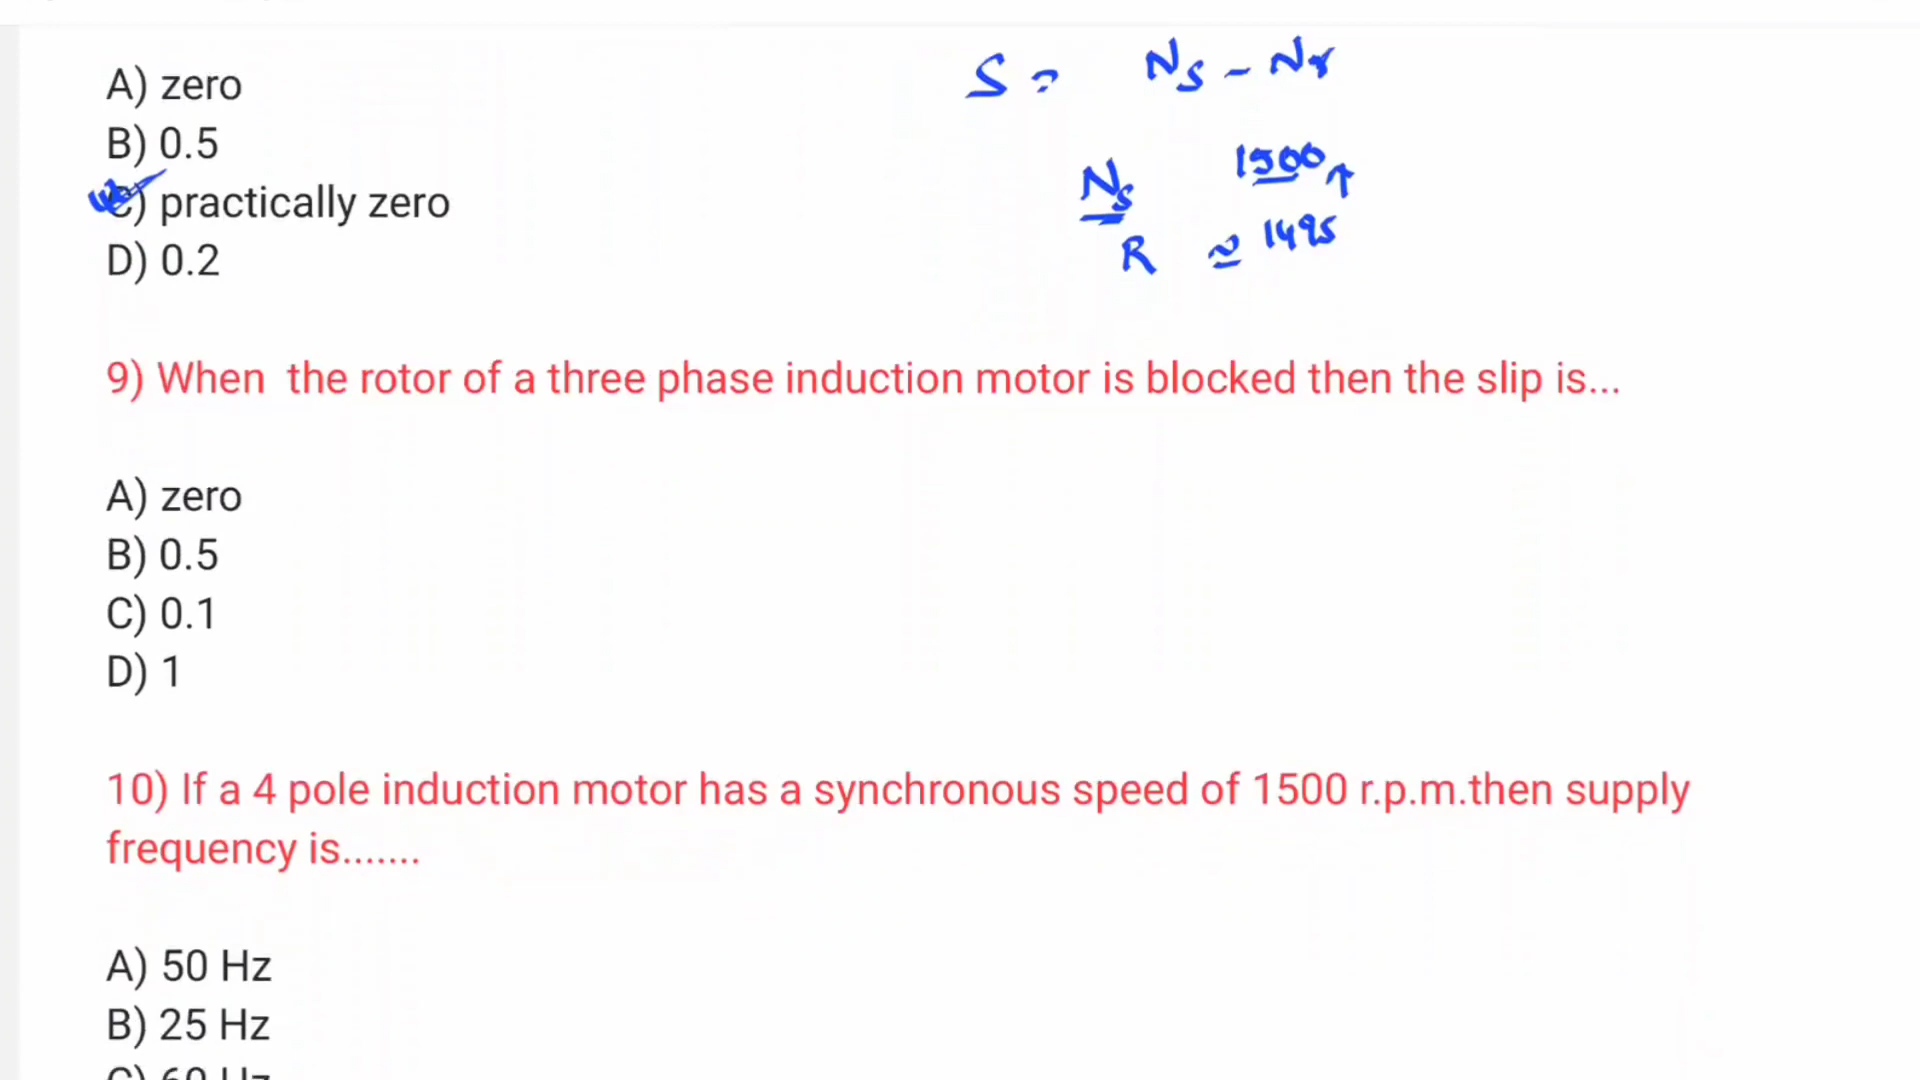 S = Ns - Nr
A) zero
B) 0.5
Ns 1500
C) practically zero
R ≃ 1495
D) 0.2
9) When the rotor of a three phase induction motor is blocked then the slip is...
A) zero
B) 0.5
C) 0.1
D) 1
10) If a 4 pole induction motor has a synchronous speed of 1500 r.p.m.then supply
frequency is.......
A) 50 Hz
B) 25 Hz
C) 60 Hz